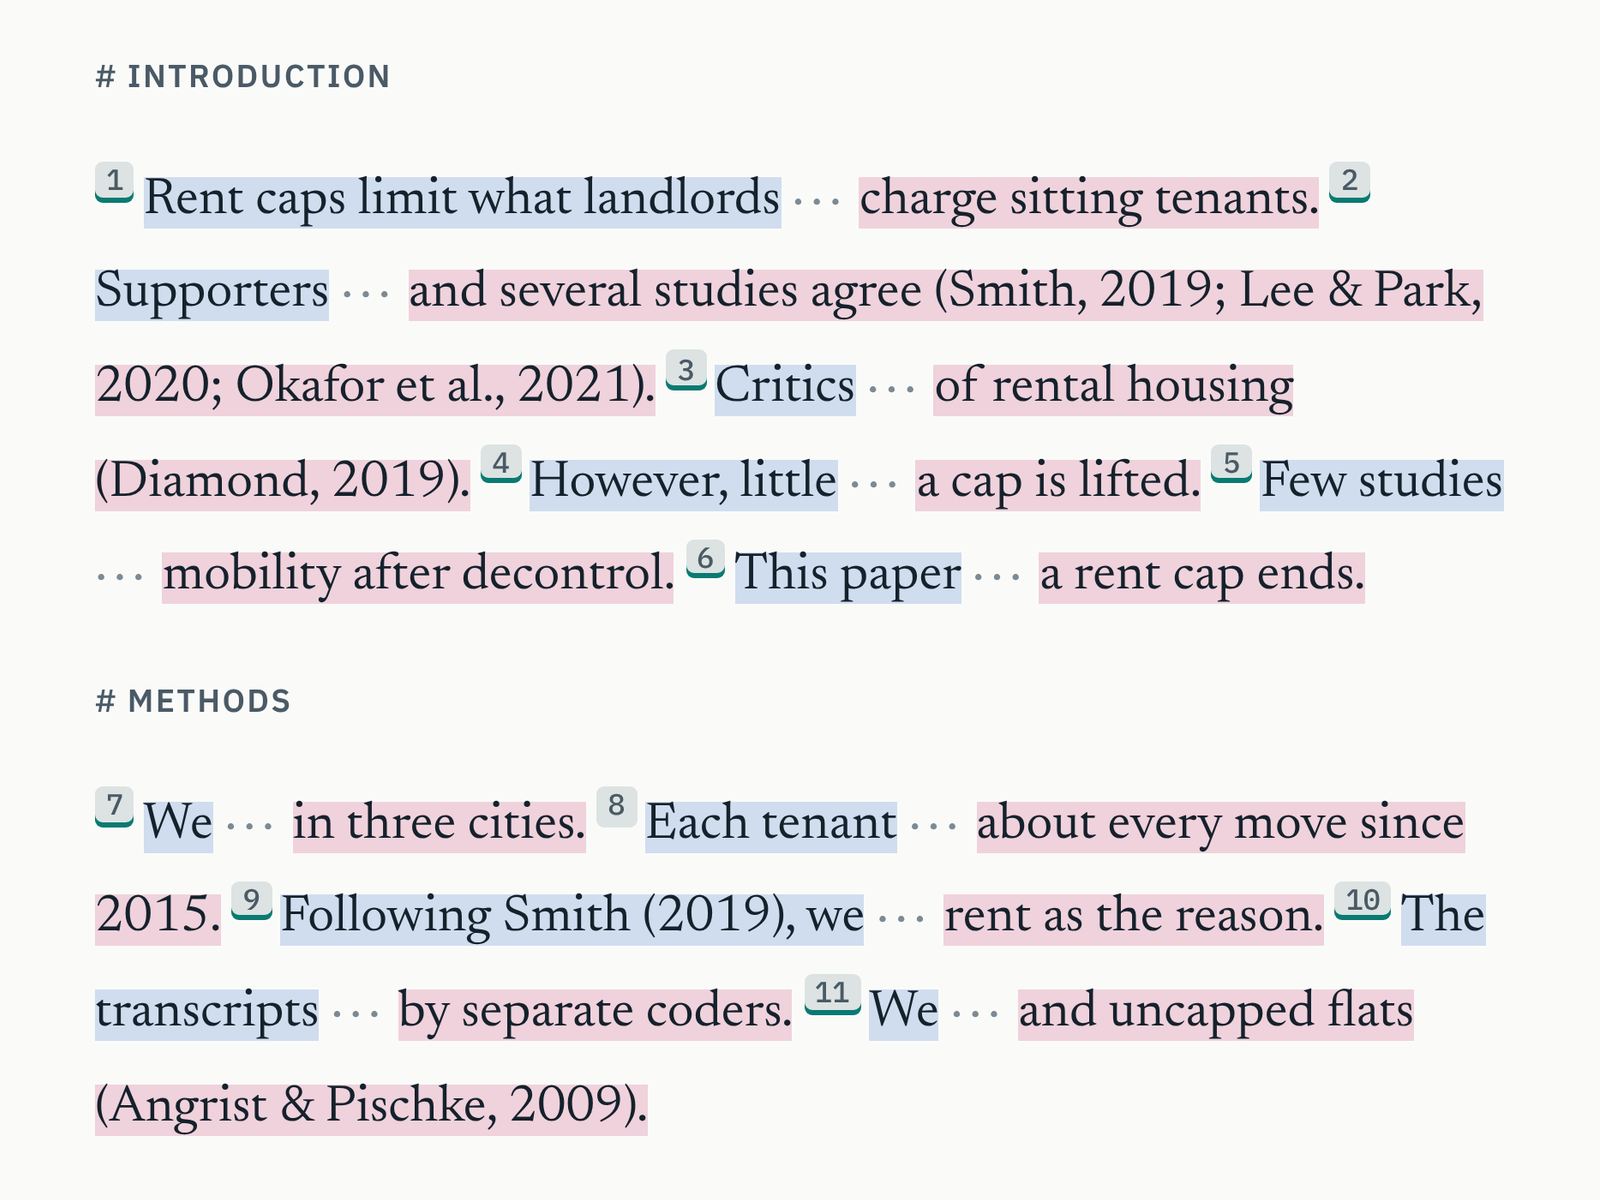 # INTRODUCTION
1 Rent caps limit what landlords ··· charge sitting tenants. 2
Supporters ··· and several studies agree (Smith, 2019; Lee & Park,
2020; Okafor et al., 2021). 3 Critics ··· of rental housing
(Diamond, 2019). 4 However, little ··· a cap is lifted. 5 Few studies
··· mobility after decontrol. 6 This paper ··· a rent cap ends.
# METHODS
7 We ··· in three cities. 8 Each tenant ··· about every move since
2015. 9 Following Smith (2019), we ··· rent as the reason. 10 The
transcripts ··· by separate coders. 11 We ··· and uncapped flats
(Angrist & Pischke, 2009).